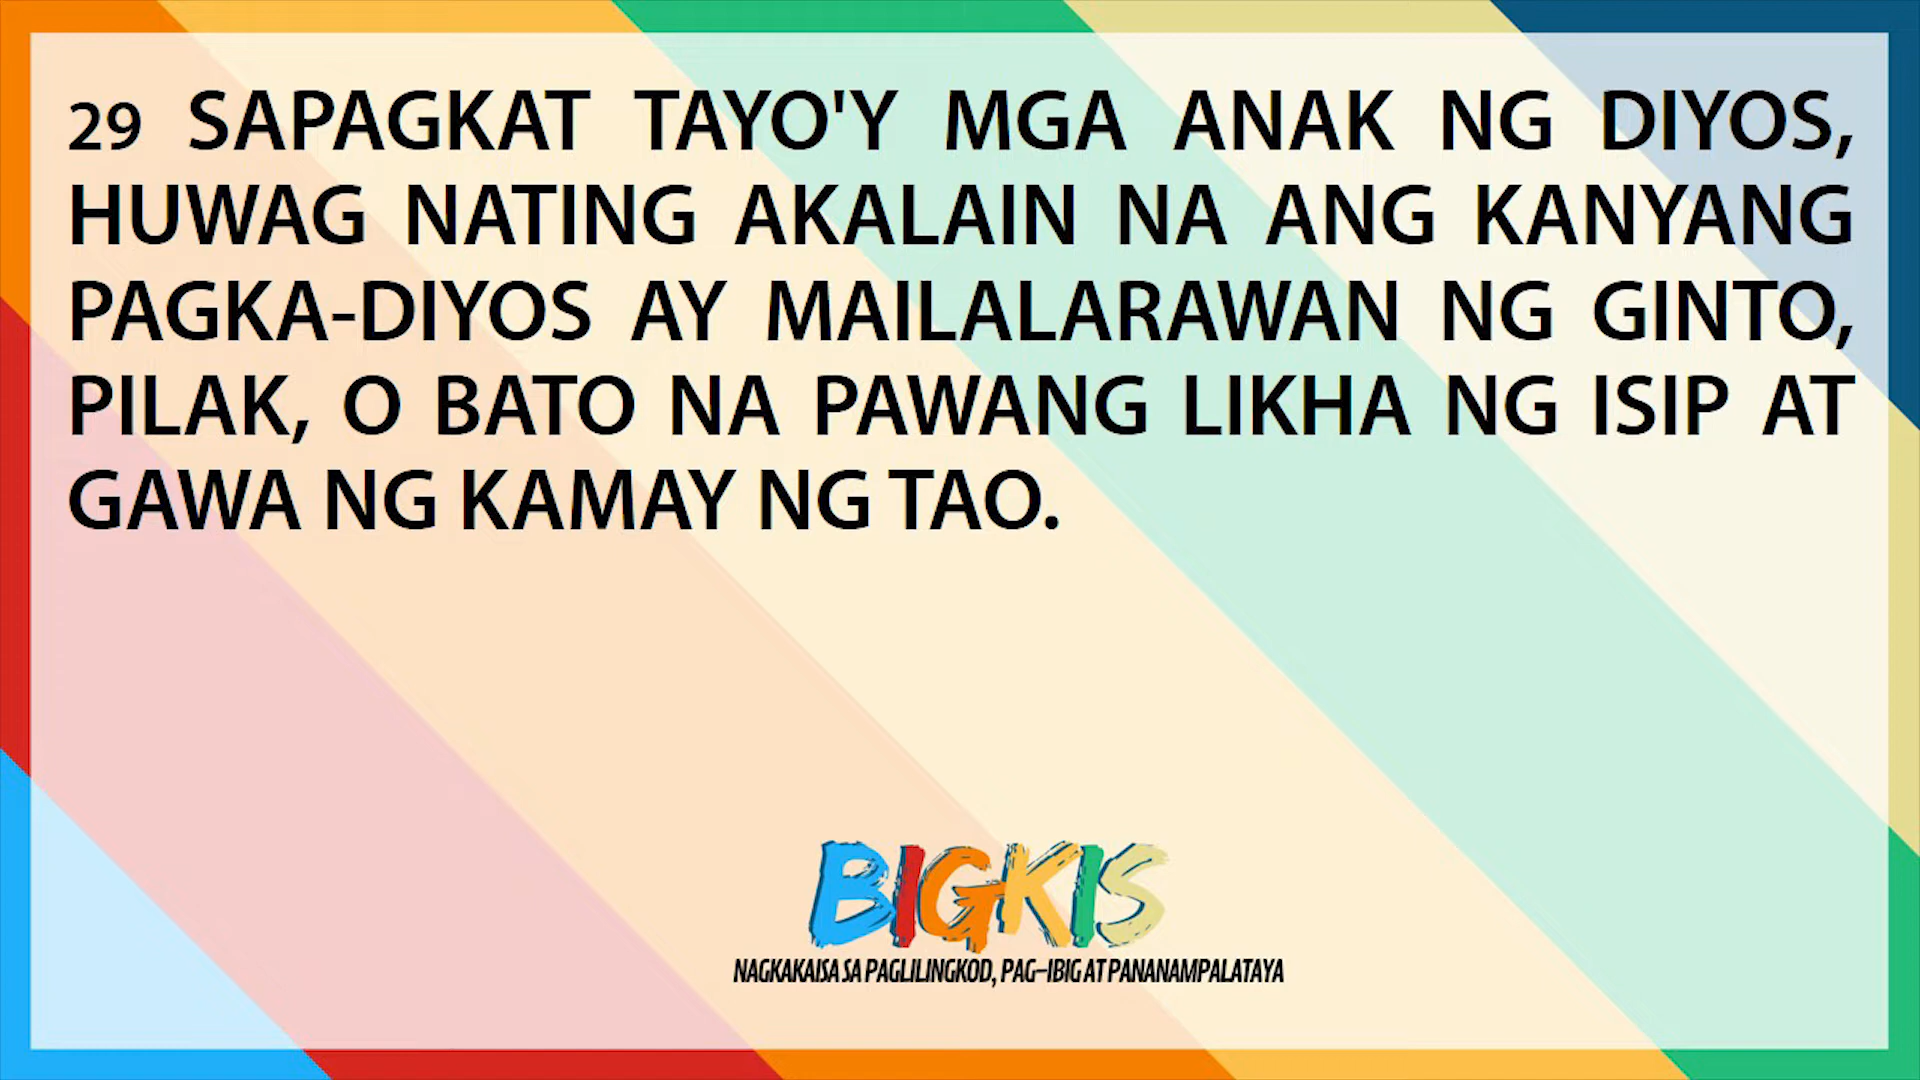 29 SAPAGKAT TAYO'Y MGA ANAK NG DIYOS,
HUWAG NATING AKALAIN NA ANG KANYANG
PAGKA-DIYOS AY MAILALARAWAN NG GINTO,
PILAK, O BATO NA PAWANG LIKHA NG ISIP AT
GAWA NG KAMAY NG TAO.
BIGKIS
NAGKAKAISA SA PAGLILINGKOD, PAG-IBIG AT PANANAMPALATAYA